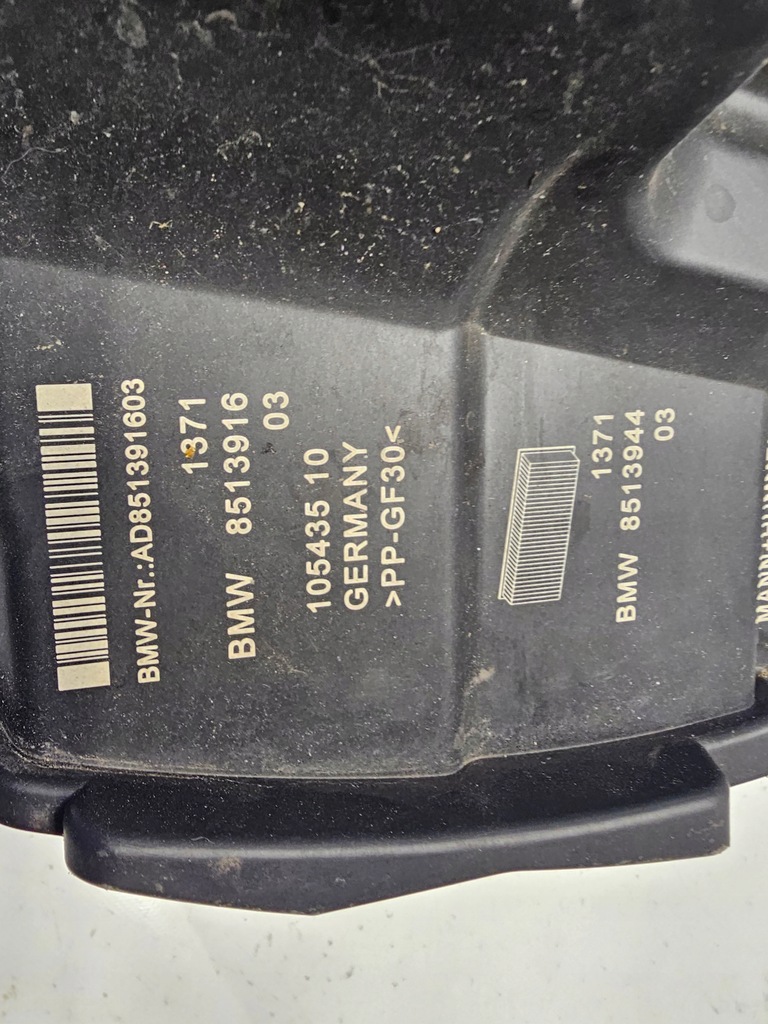 BMW-Nr.:AD851391603
1371
BMW 8513916
03
105435 10
GERMANY
>PP-GF30<
1371
BMW 8513944
03